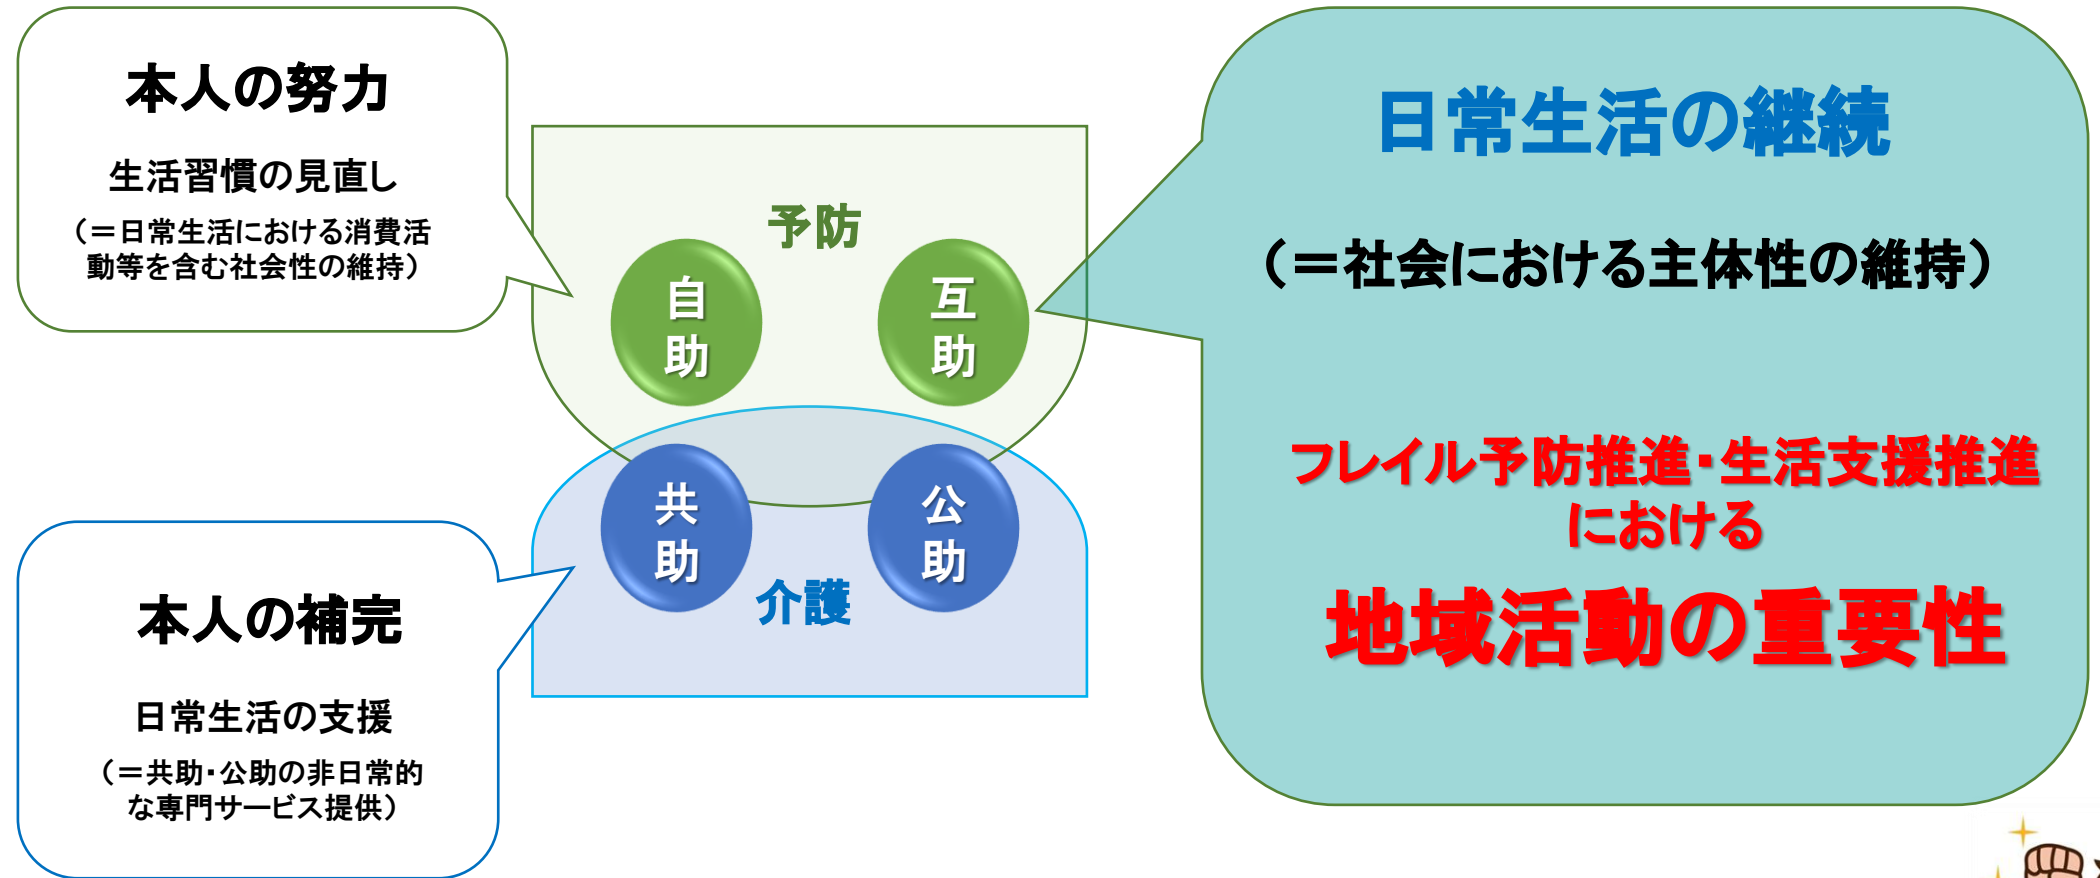 本人の努力
生活習慣の見直し
（＝日常生活における消費活
動等を含む社会性の維持）
予防
自
助
互
助
共
助
公
助
介護
本人の補完
日常生活の支援
（＝共助・公助の非日常的
な専門サービス提供）
日常生活の継続
（＝社会における主体性の維持）
フレイル予防推進・生活支援推進
における
地域活動の重要性